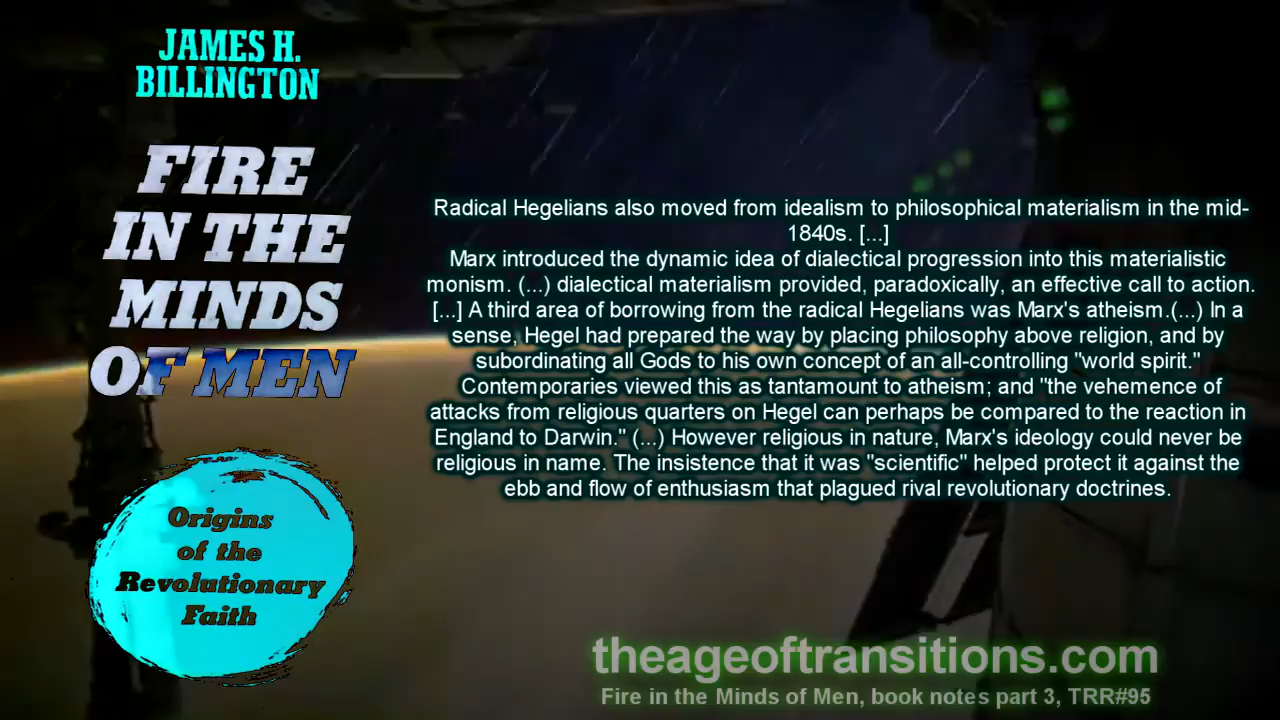 JAMES H.
BILLINGTON
FIRE
IN THE
MINDS
OF MEN
Origins
of the
Revolutionary
Faith
Radical Hegelians also moved from idealism to philosophical materialism in the mid-
1840s. [...]
Marx introduced the dynamic idea of dialectical progression into this materialistic
monism. (...) dialectical materialism provided, paradoxically, an effective call to action.
[...] A third area of borrowing from the radical Hegelians was Marx's atheism.(...) In a
sense, Hegel had prepared the way by placing philosophy above religion, and by
subordinating all Gods to his own concept of an all-controlling "world spirit."
Contemporaries viewed this as tantamount to atheism; and "the vehemence of
attacks from religious quarters on Hegel can perhaps be compared to the reaction in
England to Darwin." (...) However religious in nature, Marx's ideology could never be
religious in name. The insistence that it was "scientific" helped protect it against the
ebb and flow of enthusiasm that plagued rival revolutionary doctrines.
theageoftransitions.com
Fire in the Minds of Men, book notes part 3, TRR#95